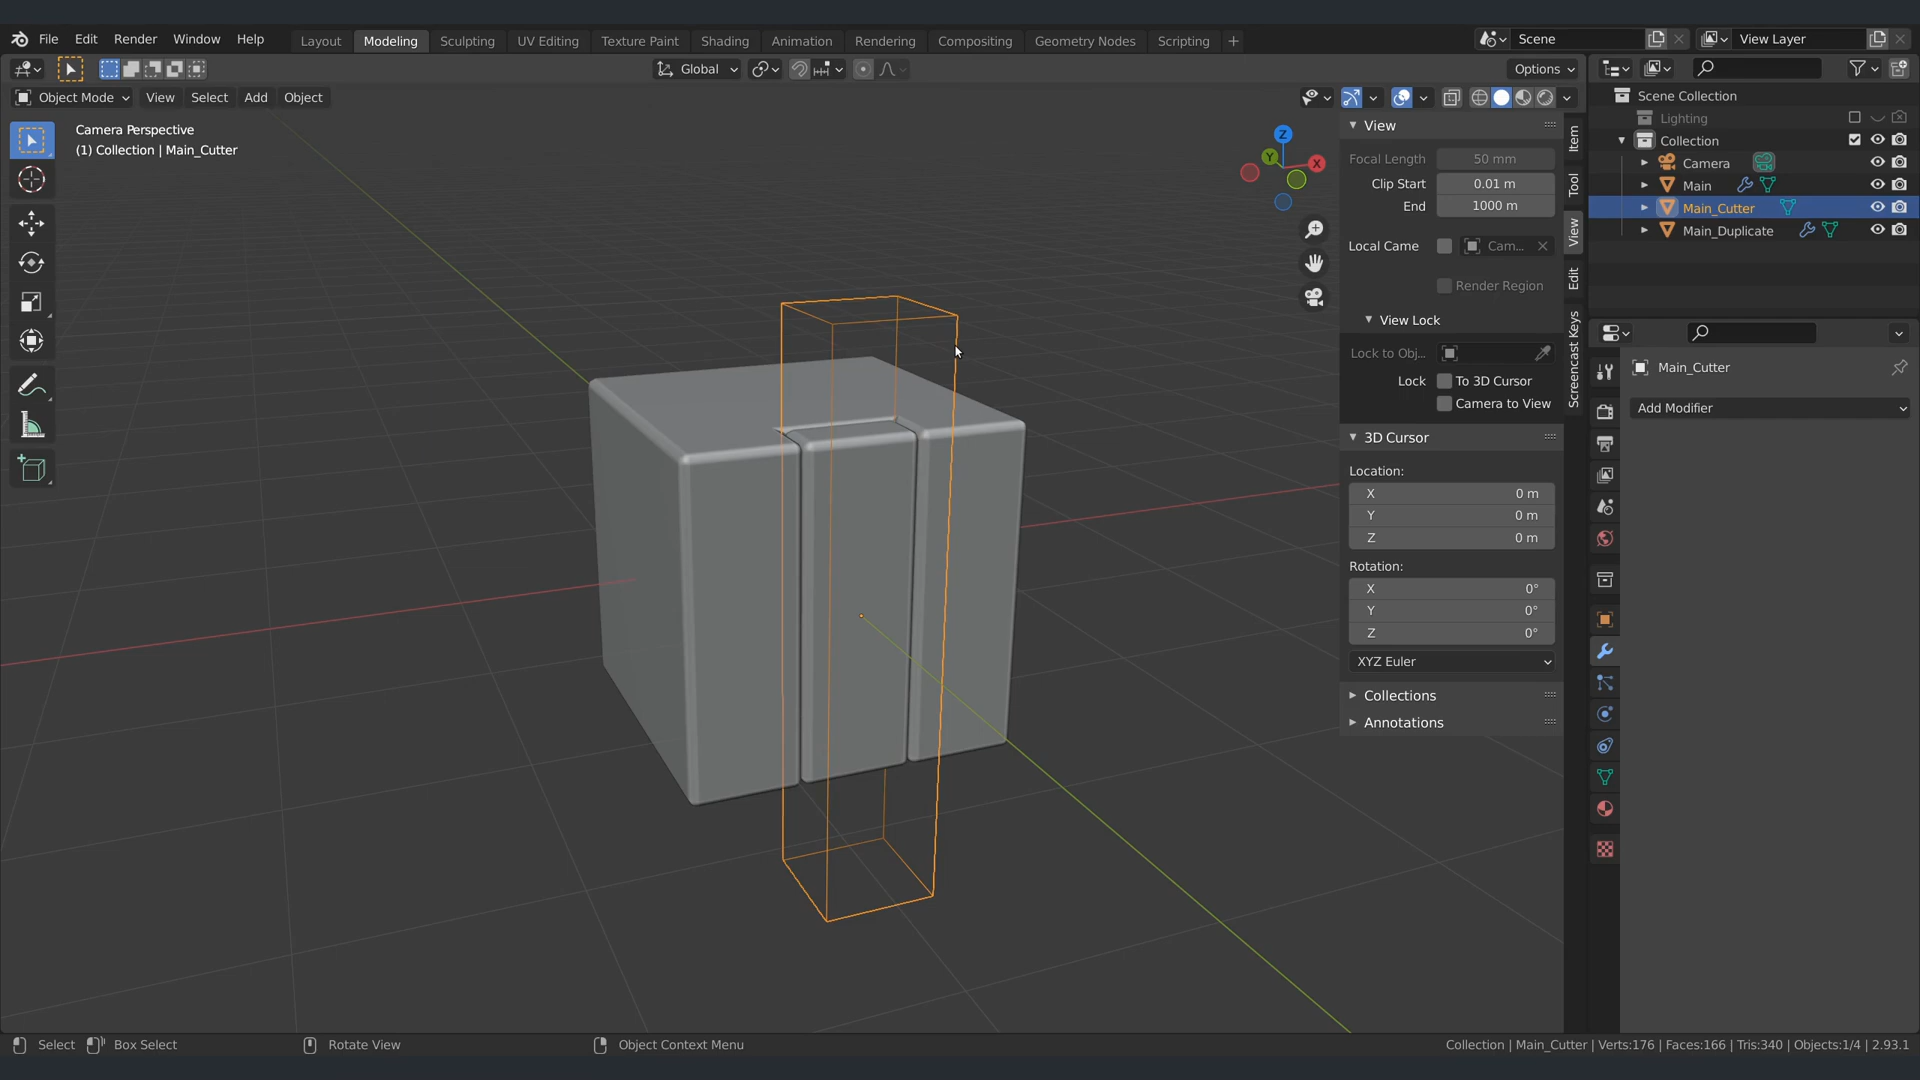 File Edit Render Window Help
Layout Modeling Sculpting UV Editing Texture Paint Shading Animation Rendering Compositing Geometry Nodes Scripting +
Scene
View Layer
Global
Options
Object Mode View Select Add Object
Camera Perspective
(1) Collection | Main_Cutter
Z
Y
X
View
Focal Length 50 mm
Clip Start 0.01 m
End 1000 m
Local Came Cam...
Render Region
View Lock
Lock to Obj...
Lock To 3D Cursor
Camera to View
3D Cursor
Location:
X 0 m
Y 0 m
Z 0 m
Rotation:
X 0°
Y 0°
Z 0°
XYZ Euler
Collections
Annotations
Item
Tool
View
Edit
Screencast Keys
Scene Collection
Lighting
Collection
Camera
Main
Main_Cutter
Main_Duplicate
Main_Cutter
Add Modifier
Select Box Select Rotate View Object Context Menu
Collection | Main_Cutter | Verts:176 | Faces:166 | Tris:340 | Objects:1/4 | 2.93.1